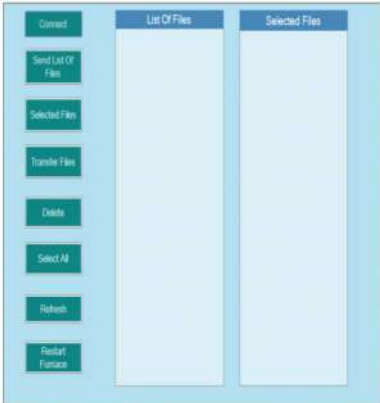 Connect
List Of Files
Selected Files
Send List Of
Files
Selected Files
Transfer Files
Delete
Select All
Refresh
Restart
Furnace